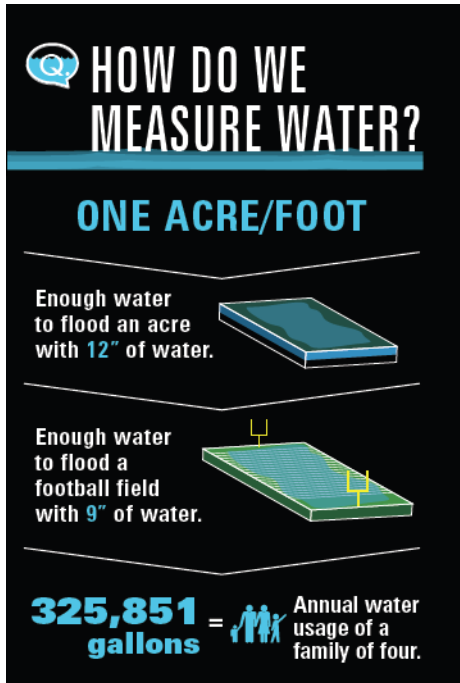 Q.
HOW DO WE
MEASURE WATER?
ONE ACRE/FOOT
Enough water
to flood an acre
with 12" of water.
Enough water
to flood a
football field
with 9" of water.
325,851
gallons
=
Annual water
usage of a
family of four.